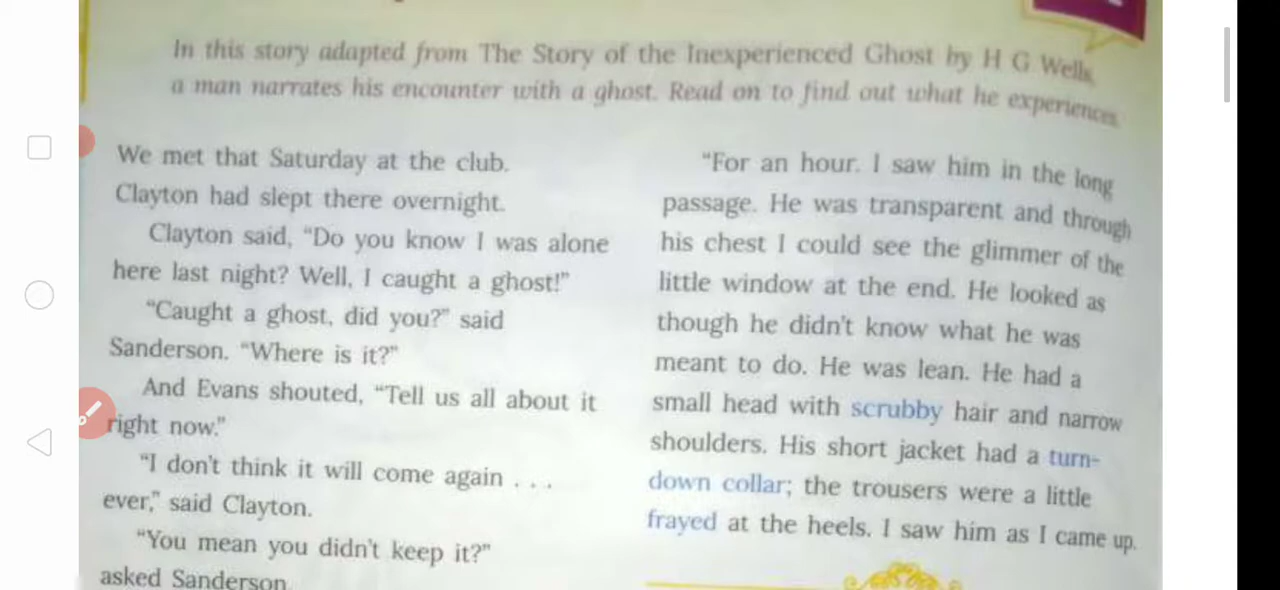 In this story adapted from The Story of the Inexperienced Ghost by H G Wells,
a man narrates his encounter with a ghost. Read on to find out what he experiences.
We met that Saturday at the club.
Clayton had slept there overnight.
Clayton said, “Do you know I was alone
here last night? Well, I caught a ghost!”
“Caught a ghost, did you?” said
Sanderson. “Where is it?”
And Evans shouted, “Tell us all about it
right now.”
“I don’t think it will come again . . .
ever,” said Clayton.
“You mean you didn’t keep it?”
asked Sanderson.
“For an hour. I saw him in the long
passage. He was transparent and through
his chest I could see the glimmer of the
little window at the end. He looked as
though he didn’t know what he was
meant to do. He was lean. He had a
small head with scrubby hair and narrow
shoulders. His short jacket had a turn-
down collar; the trousers were a little
frayed at the heels. I saw him as I came up.